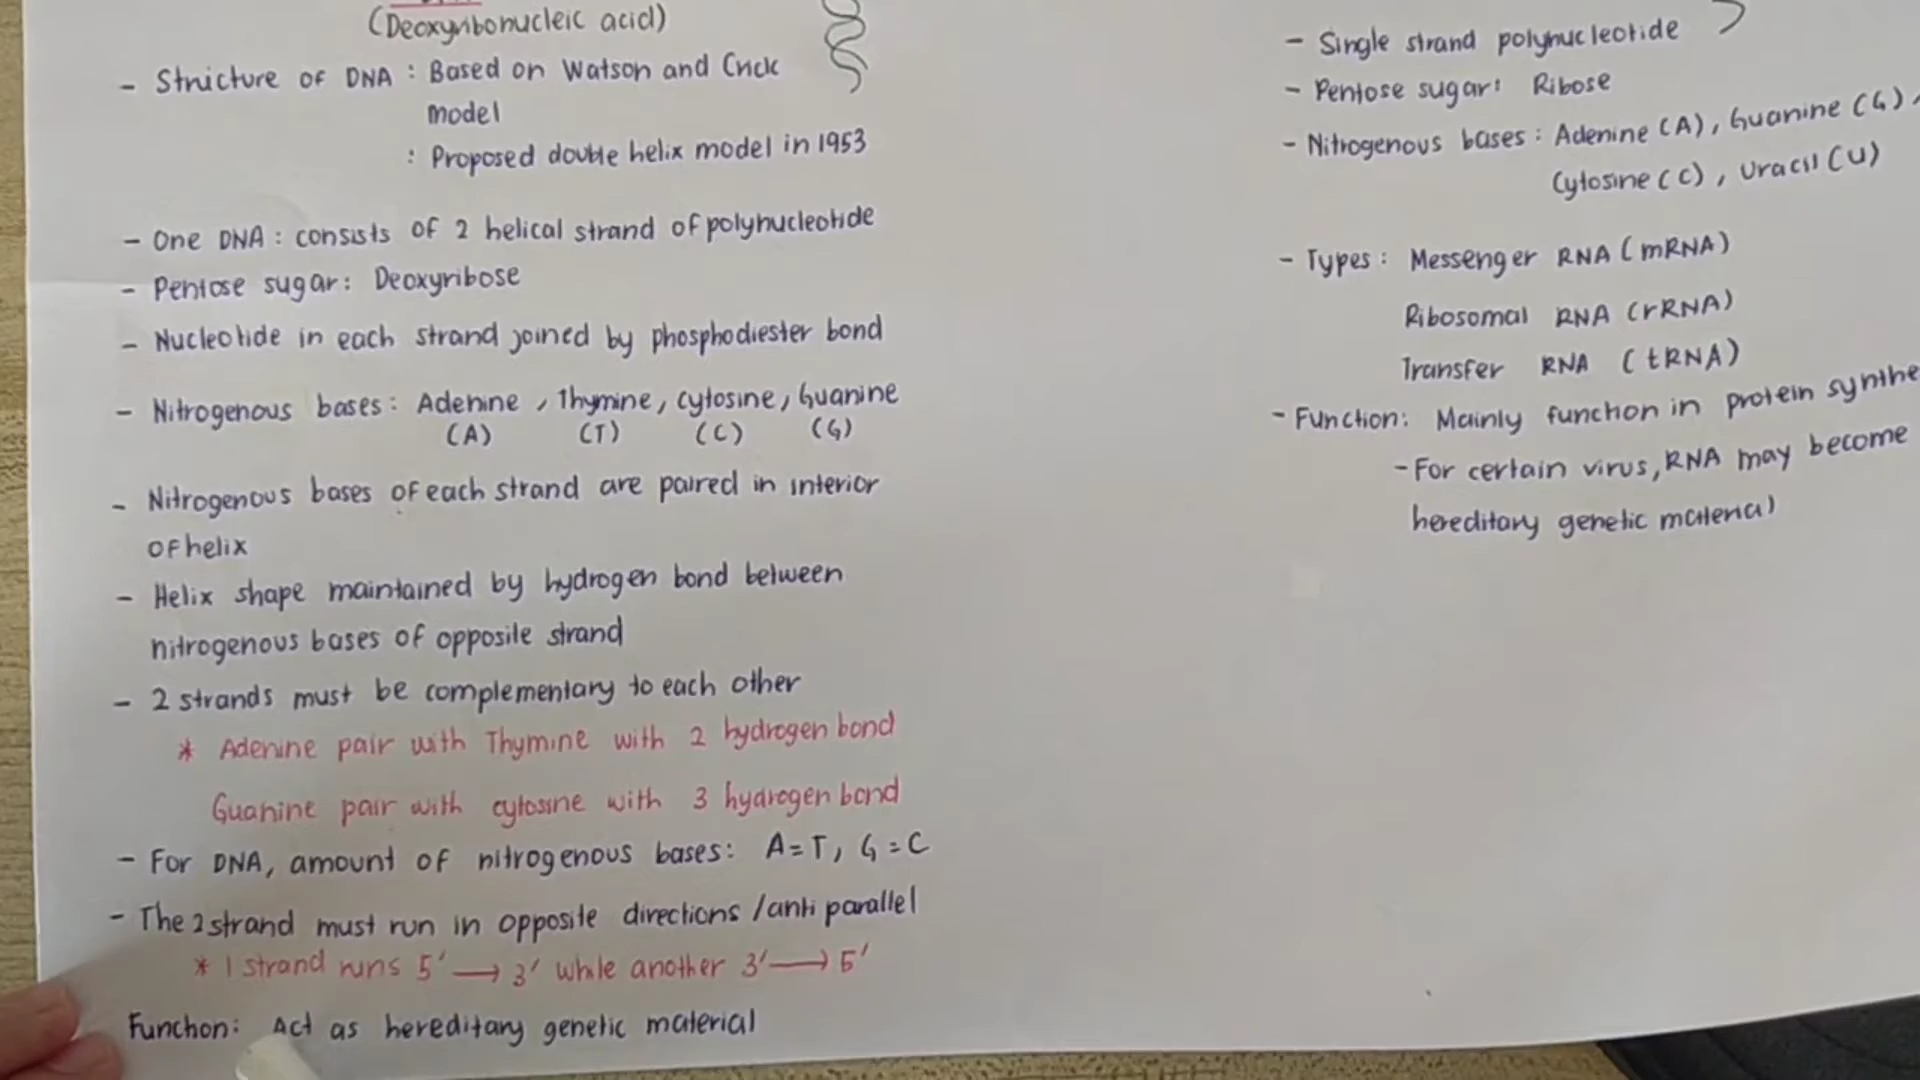 (Deoxyribonucleic acid)
- Structure of DNA : Based on Watson and Crick
model
: Proposed double helix model in 1953
- One DNA : consists of 2 helical strand of polynucleotide
- Pentose sugar : Deoxyribose
- Nucleotide in each strand joined by phosphodiester bond
- Nitrogenous bases : Adenine , Thymine , cytosine , Guanine
(A) (T) (C) (G)
- Nitrogenous bases of each strand are paired in interior
of helix
- Helix shape maintained by hydrogen bond between
nitrogenous bases of opposite strand
- 2 strands must be complementary to each other
* Adenine pair with Thymine with 2 hydrogen bond
Guanine pair with cytosine with 3 hydrogen bond
- For DNA, amount of nitrogenous bases : A=T, G=C
- The 2 strand must run in opposite directions /anti parallel
* 1 strand runs 5' → 3' while another 3' → 5'
Function : Act as hereditary genetic material
- Single strand polynucleotide
- Pentose sugar : Ribose
- Nitrogenous bases : Adenine (A), Guanine (G),
Cytosine (C), Uracil (U)
- Types : Messenger RNA (mRNA)
Ribosomal RNA (rRNA)
Transfer RNA (tRNA)
- Function : Mainly function in protein synthe
- For certain virus, RNA may become
hereditary genetic material